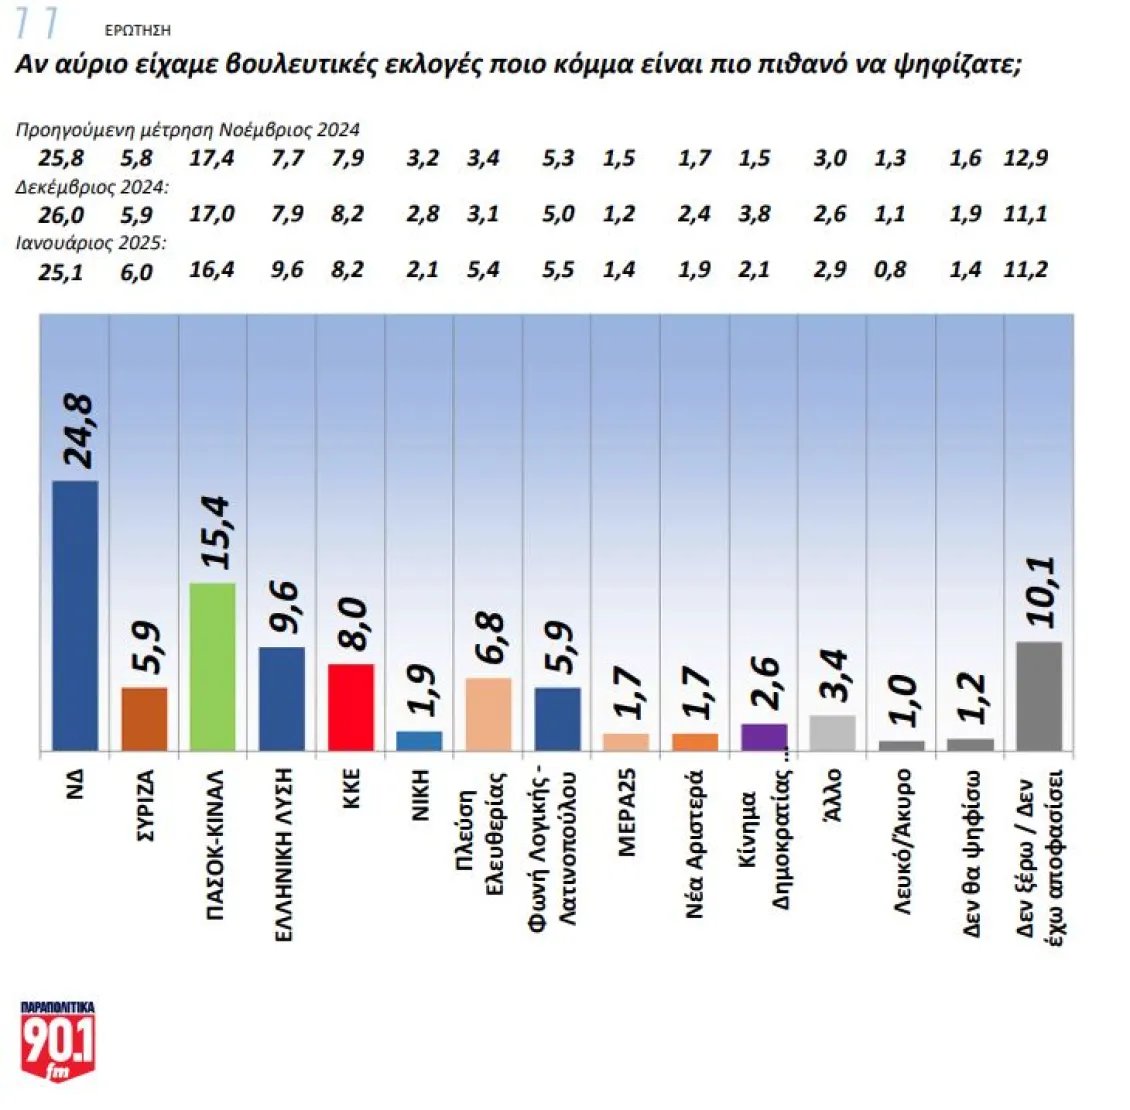 ΕΡΩΤΗΣΗ
Αν αύριο είχαμε βουλευτικές εκλογές ποιο κόμμα είναι πιο πιθανό να ψηφίζατε;
Προηγούμενη μέτρηση Νοέμβριος 2024
25,8 5,8 17,4 7,7 7,9 3,2 3,4 5,3 1,5 1,7 1,5 3,0 1,3 1,6 12,9
Δεκέμβριος 2024:
26,0 5,9 17,0 7,9 8,2 2,8 3,1 5,0 1,2 2,4 3,8 2,6 1,1 1,9 11,1
Ιανουάριος 2025:
25,1 6,0 16,4 9,6 8,2 2,1 5,4 5,5 1,4 1,9 2,1 2,9 0,8 1,4 11,2
24,8
5,9
15,4
9,6
8,0
1,9
6,8
5,9
1,7
1,7
2,6
3,4
1,0
1,2
10,1
ΝΔ
ΣΥΡΙΖΑ
ΠΑΣΟΚ-ΚΙΝΑΛ
ΕΛΛΗΝΙΚΗ ΛΥΣΗ
ΚΚΕ
ΝΙΚΗ
Πλεύση
Ελευθερίας
Φωνή Λογικής -
Λατινοπούλου
ΜΕΡΑ25
Νέα Αριστερά
Κίνημα
Δημοκρατίας ...
Άλλο
Λευκό/Άκυρο
Δεν θα ψηφίσω
Δεν ξέρω / Δεν
έχω αποφασίσει
ΠΑΡΑΠΟΛΙΤΙΚΑ
90.1
fm